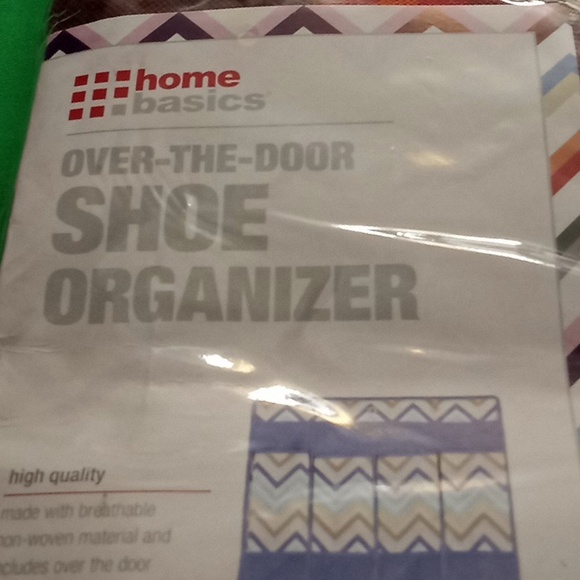 home
basics
OVER-THE-DOOR
SHOE
ORGANIZER
high quality
made with breathable
non-woven material and
includes over the door